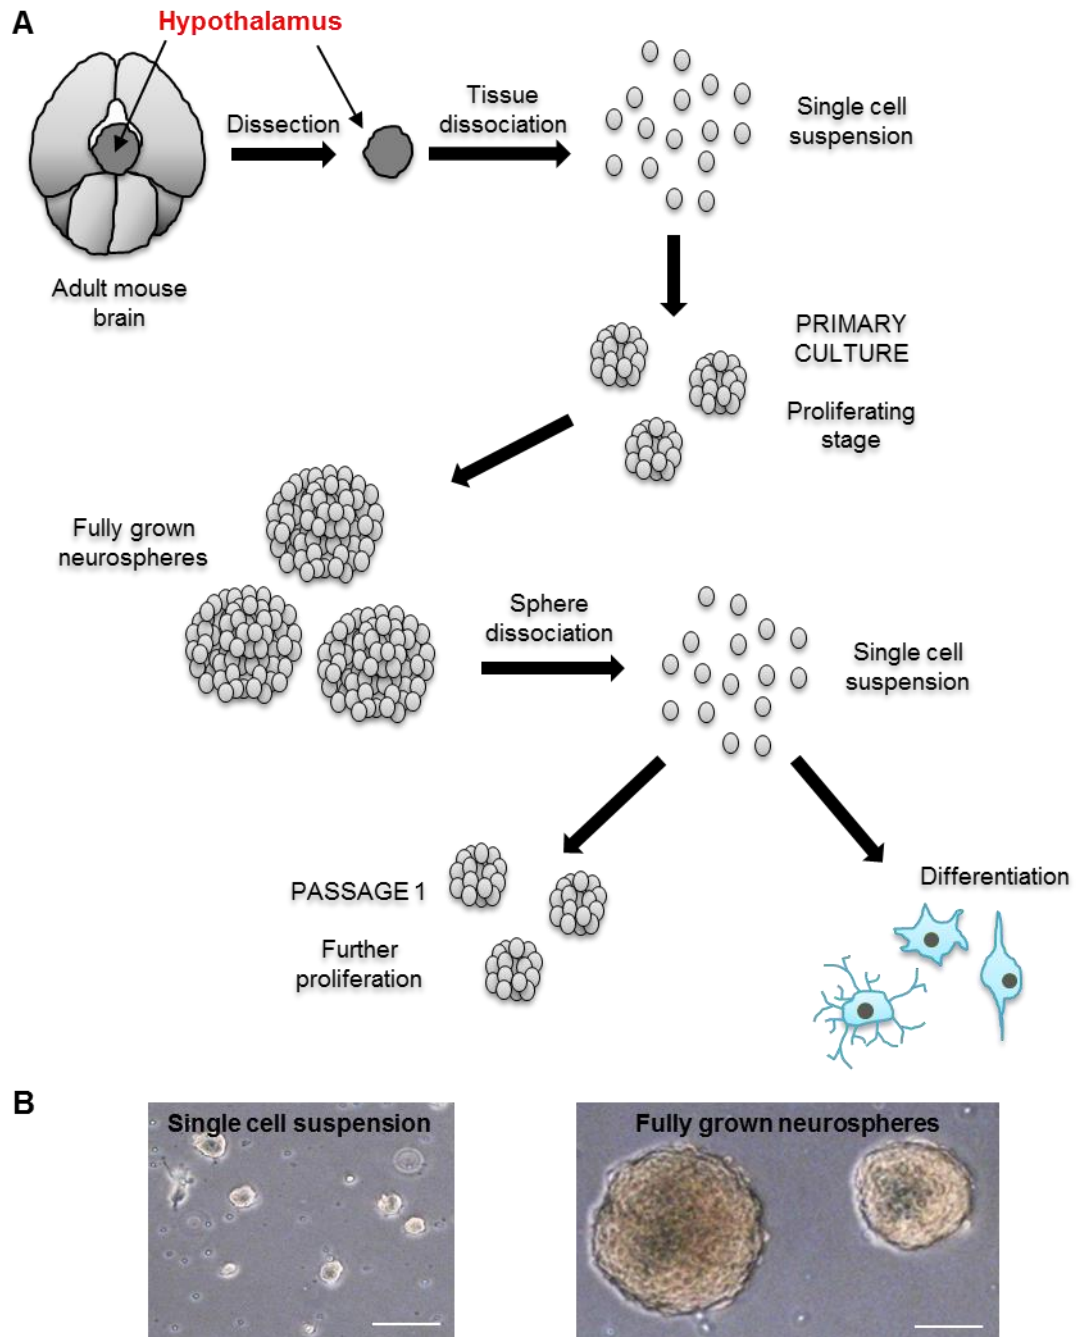 A
Hypothalamus
Dissection
Tissue
dissociation
Single cell
suspension
Adult mouse
brain
PRIMARY
CULTURE
Proliferating
stage
Fully grown
neurospheres
Sphere
dissociation
Single cell
suspension
PASSAGE 1
Further
proliferation
Differentiation
B
Single cell suspension
Fully grown neurospheres